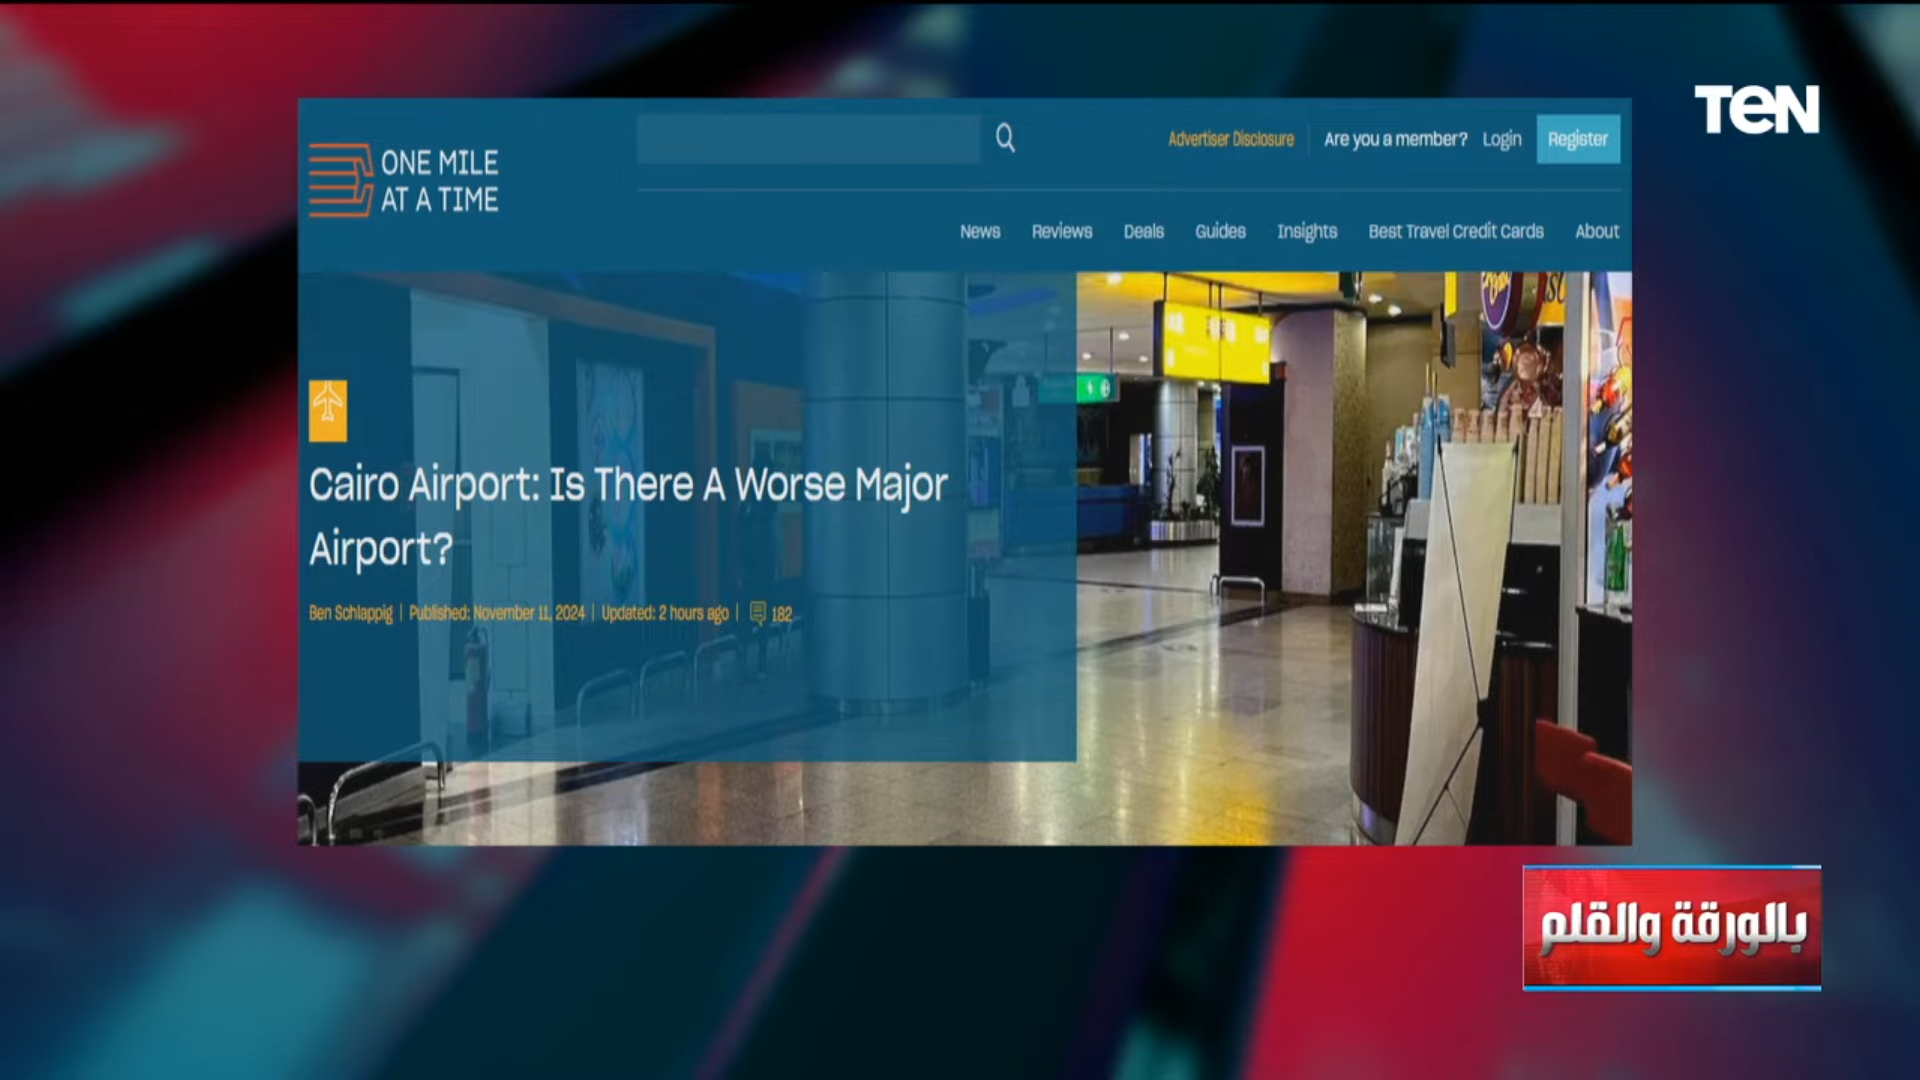 TEN
ONE MILE
AT A TIME
Advertiser Disclosure
Are you a member?
Login
Register
News
Reviews
Deals
Guides
Insights
Best Travel Credit Cards
About
Cairo Airport: Is There A Worse Major
Airport?
Ben Schlappig | Published: November 11, 2024 | Updated: 2 hours ago | 182
بالورقة والقلم